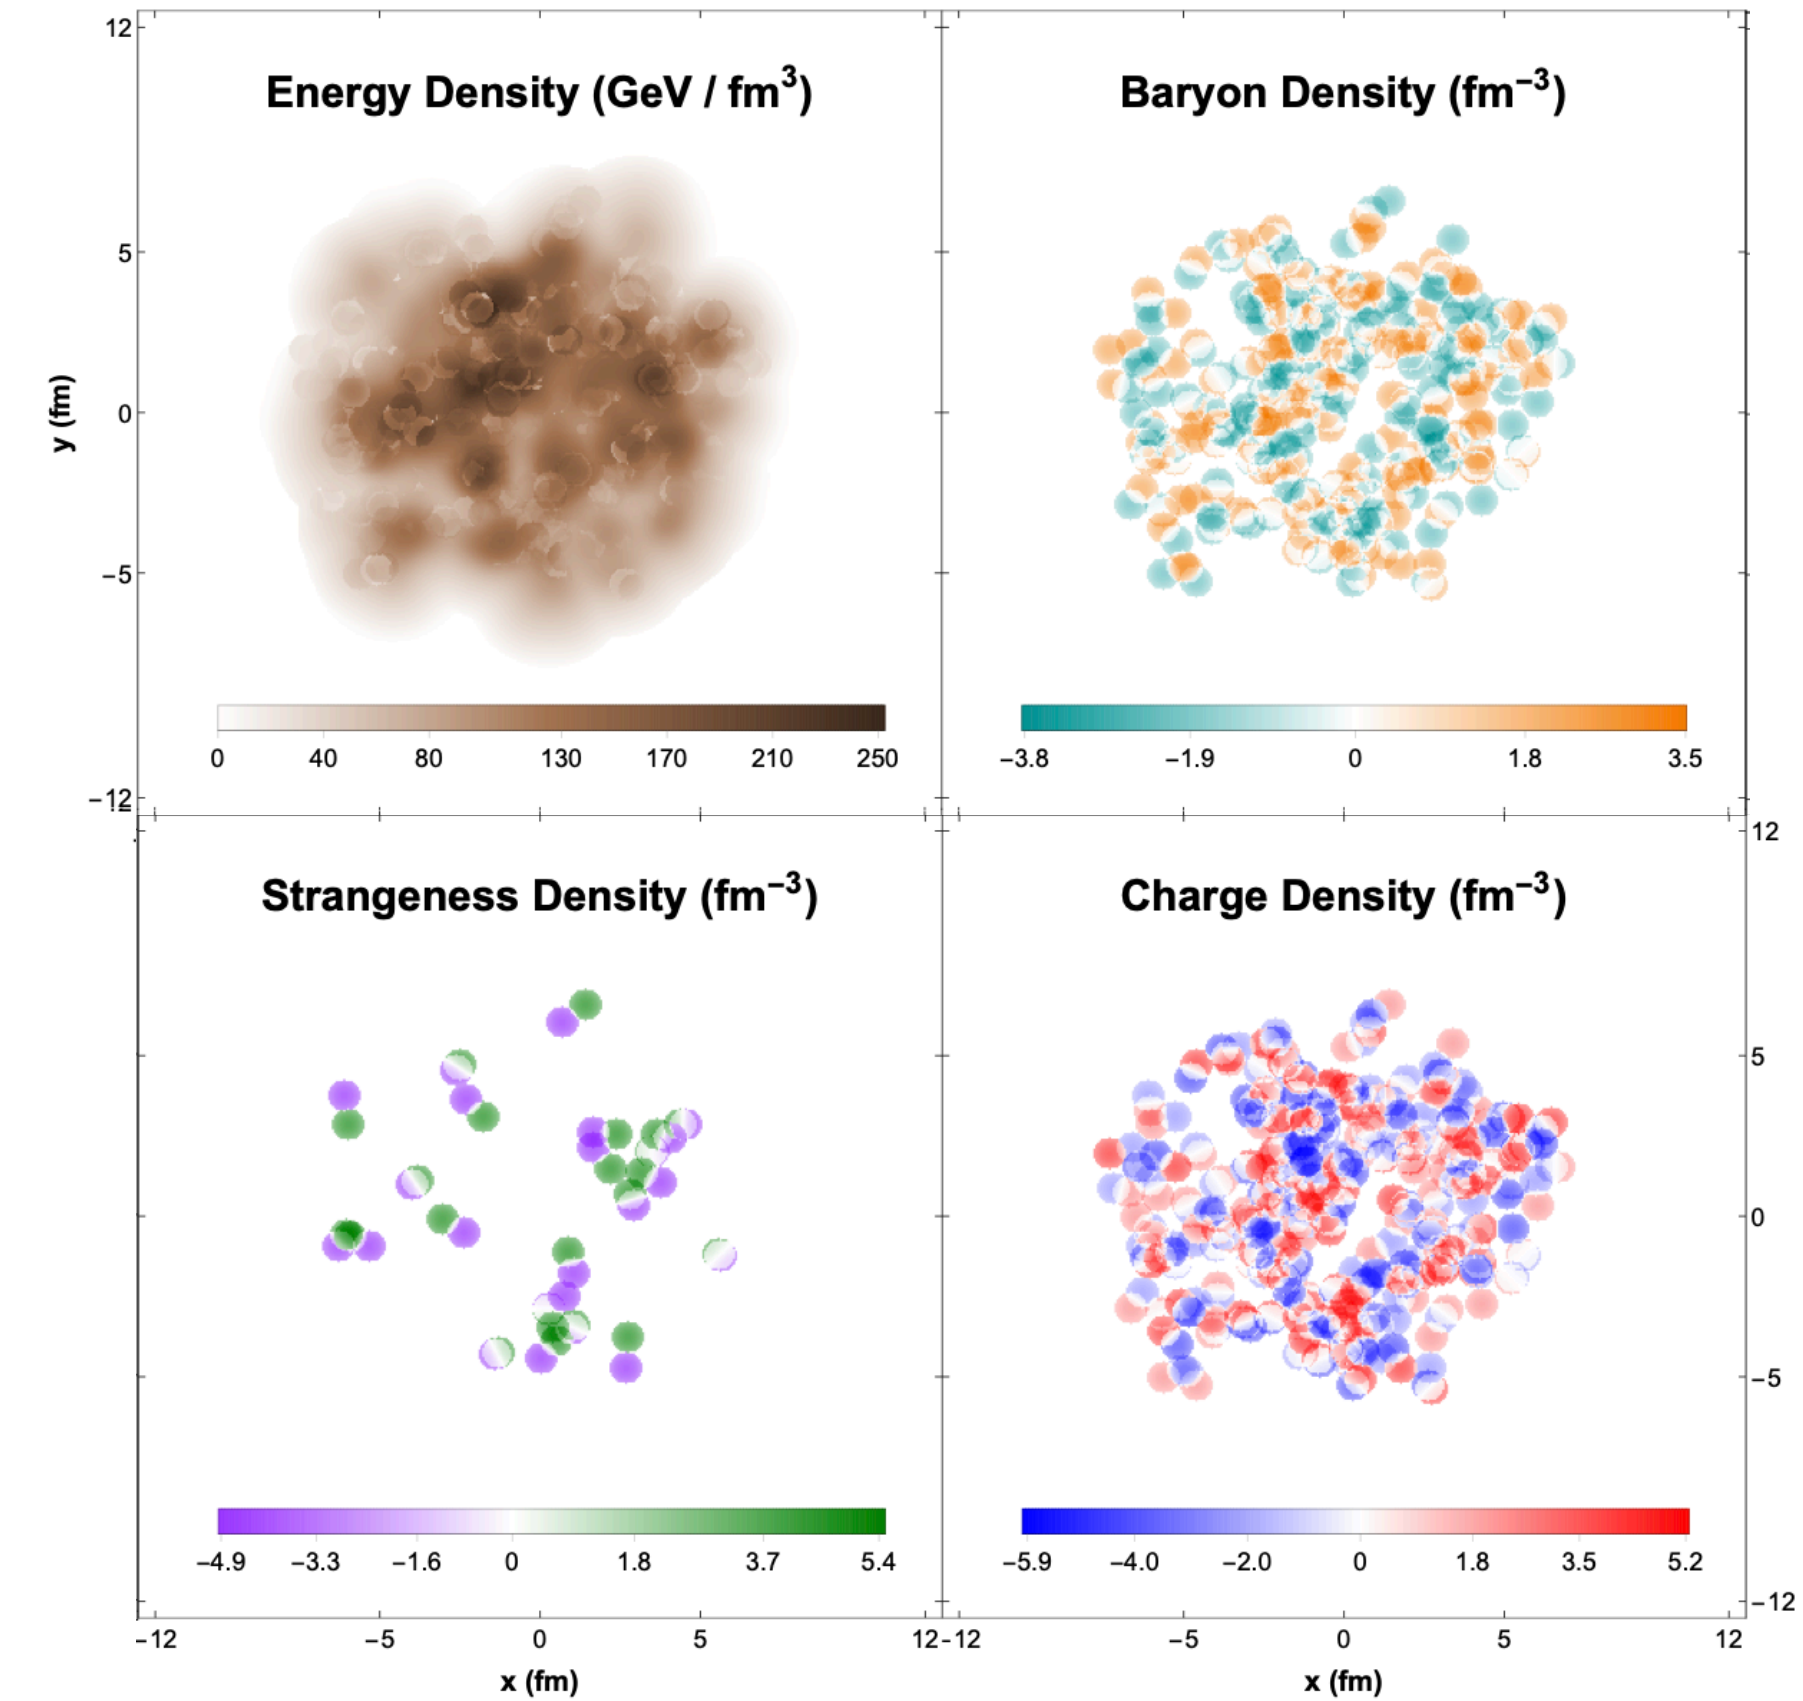 12
Energy Density (GeV / fm³)
Baryon Density (fm⁻³)
5
y (fm)
0
−5
0 40 80 130 170 210 250
−3.8 −1.9 0 1.8 3.5
−12
12
Strangeness Density (fm⁻³)
Charge Density (fm⁻³)
5
0
−5
−4.9 −3.3 −1.6 0 1.8 3.7 5.4
−5.9 −4.0 −2.0 0 1.8 3.5 5.2
−12
−12 −5 0 5 12
−12 −5 0 5 12
x (fm)
x (fm)